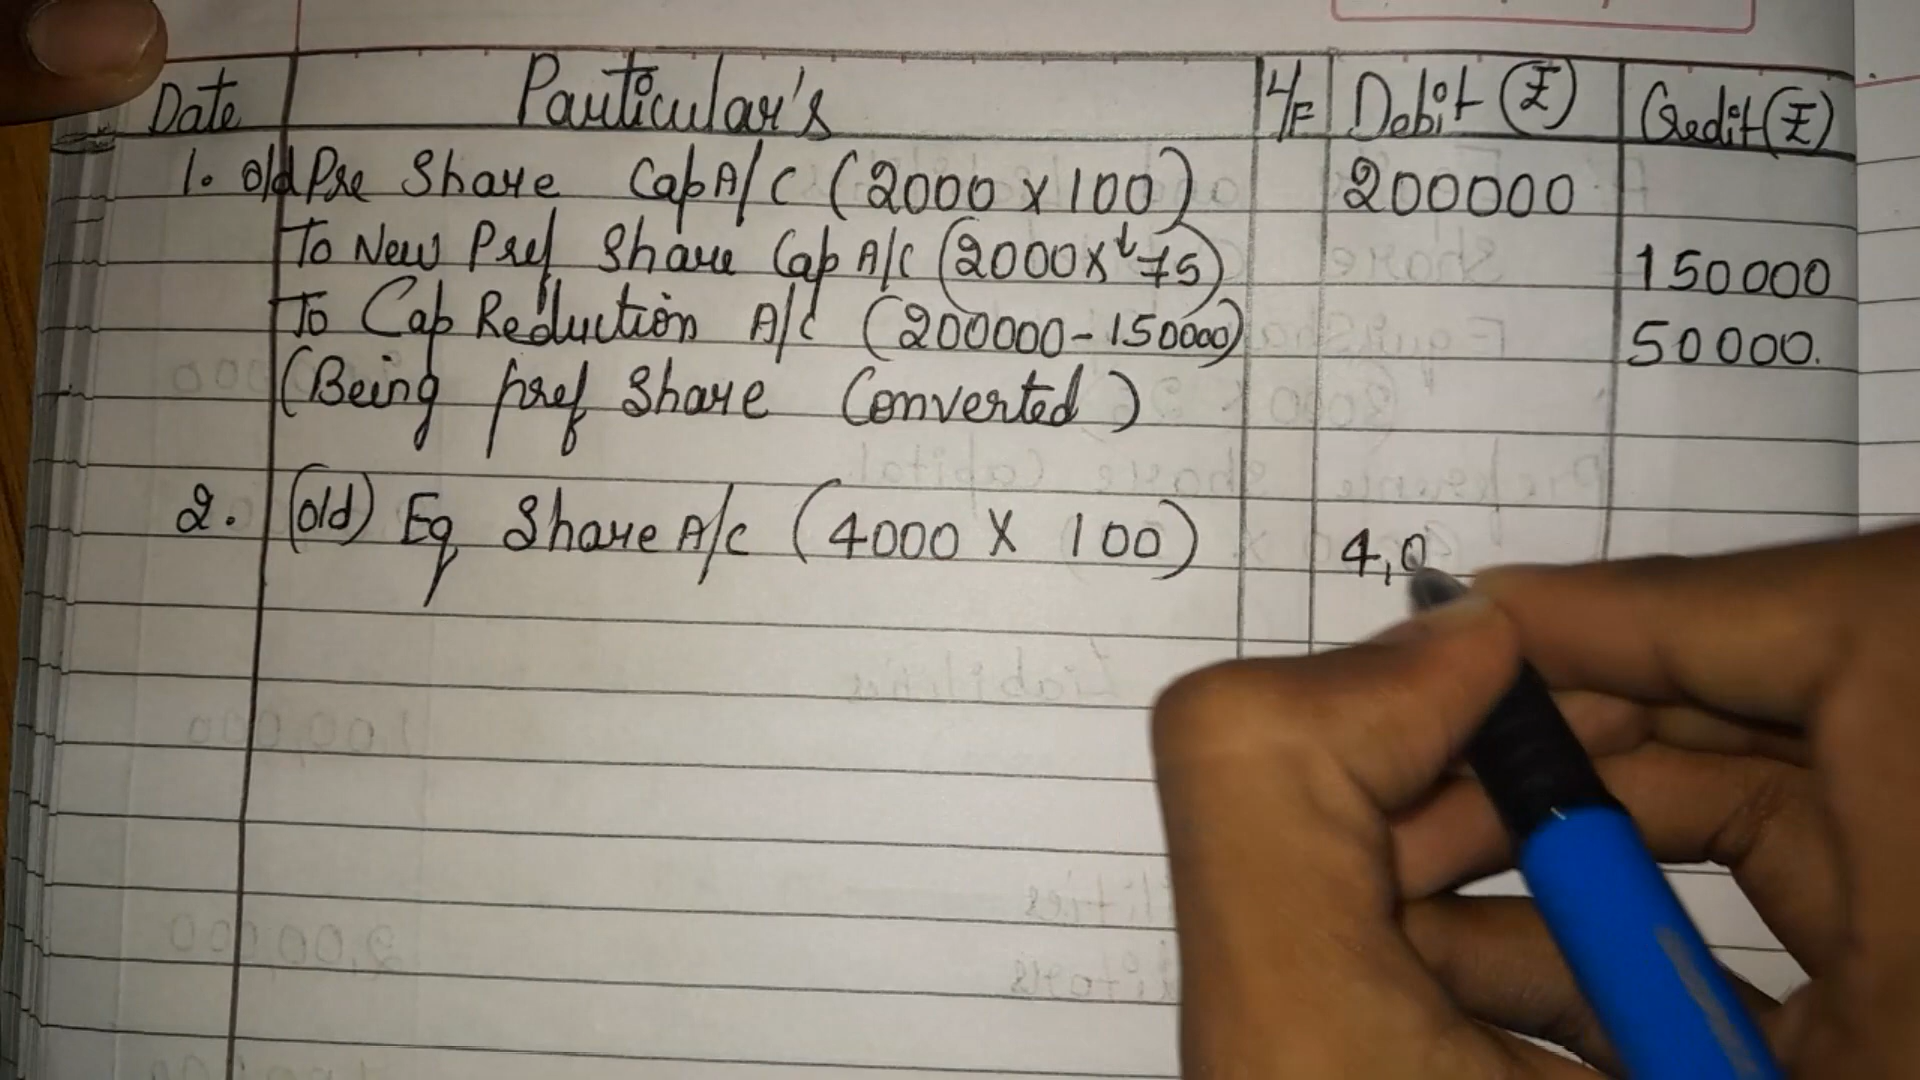 Date Particular's L/F Debit (₹) Credit (₹)
1. old Pre Share Cap A/C (2000 x 100) 200000
To New Pref Share Cap A/c (2000 x 75) 150000
To Cap Reduction A/c (200000 - 150000) 50000.
(Being pref Share Converted)
2. (old) Eq Share A/c (4000 X 100) 4,0